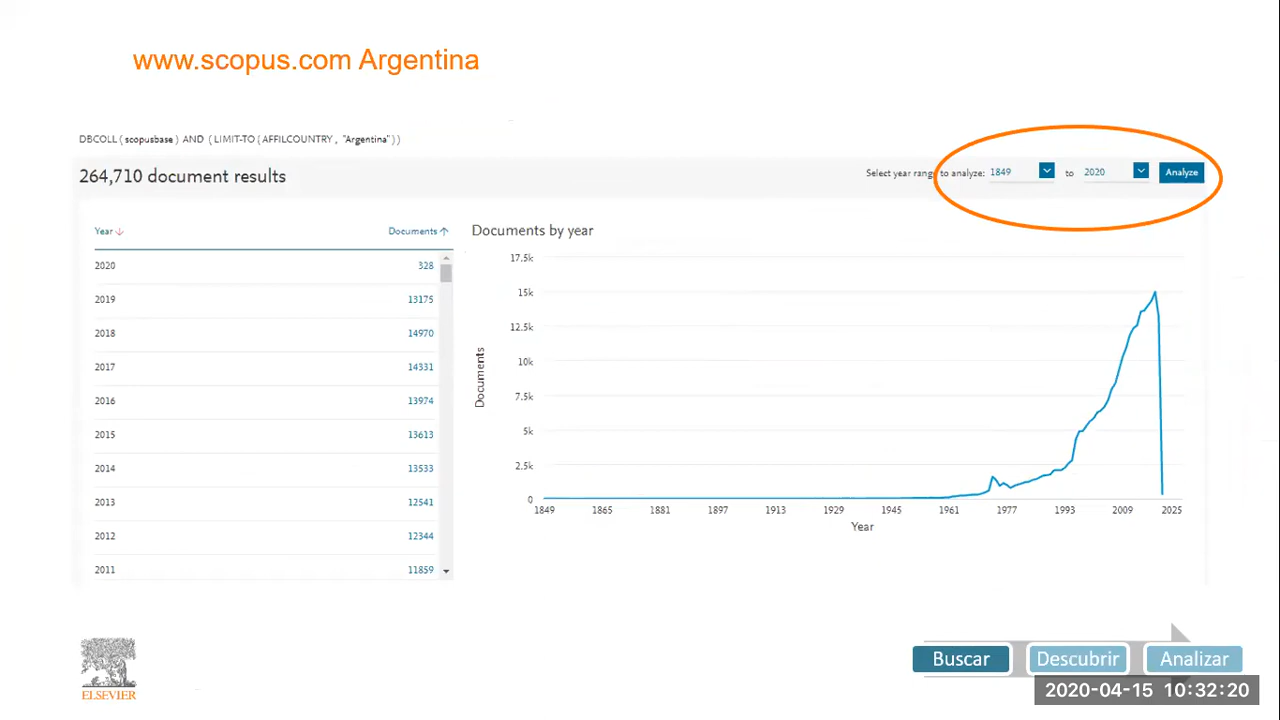 www.scopus.com Argentina
DBCOLL ( scopusbase ) AND ( LIMIT-TO ( AFFILCOUNTRY , "Argentina" ) )
264,710 document results
Select year range to analyze: 1849 to 2020 Analyze
Year Documents
2020 328
2019 13175
2018 14970
2017 14331
2016 13974
2015 13613
2014 13533
2013 12541
2012 12344
2011 11859
Documents by year
17.5k
15k
12.5k
10k
7.5k
5k
2.5k
0
Documents
1849 1865 1881 1897 1913 1929 1945 1961 1977 1993 2009 2025
Year
ELSEVIER
Buscar Descubrir Analizar
2020-04-15 10:32:20